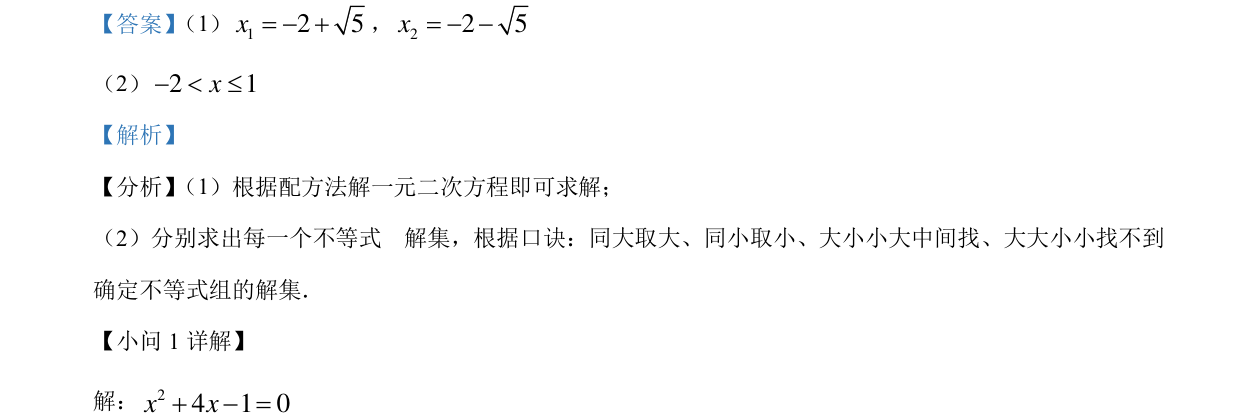 【答案】（1）x₁ = −2 + √5，x₂ = −2 − √5
（2）−2 < x ≤ 1
【解析】
【分析】（1）根据配方法解一元二次方程即可求解；
（2）分别求出每一个不等式 解集，根据口诀：同大取大、同小取小、大小小大中间找、大大小小找不到
确定不等式组的解集．
【小问 1 详解】
解：x² + 4x − 1 = 0